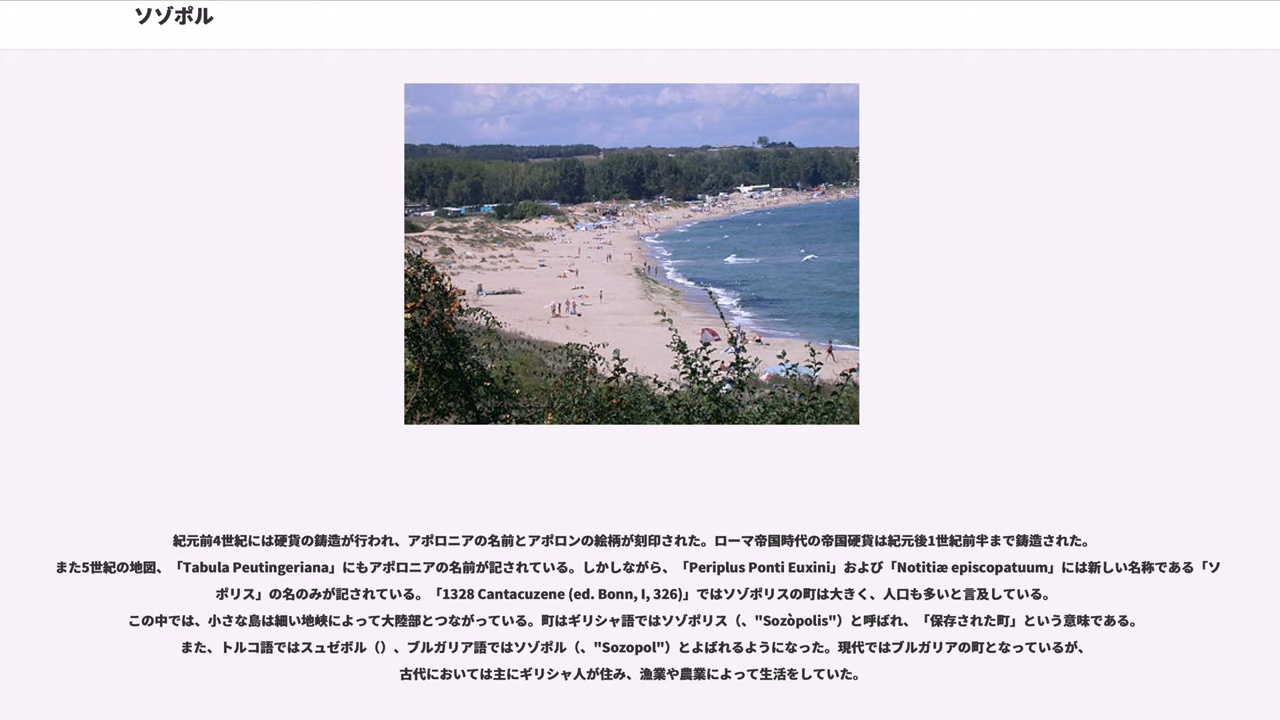 ソゾポル
紀元前4世紀には硬貨の鋳造が行われ、アポロニアの名前とアポロンの絵柄が刻印された。ローマ帝国時代の帝国硬貨は紀元後1世紀前半まで鋳造された。
また5世紀の地図、「Tabula Peutingeriana」にもアポロニアの名前が記されている。しかしながら、「Periplus Ponti Euxini」および「Notitiæ episcopatuum」には新しい名称である「ソ
ポリス」の名のみが記されている。「1328 Cantacuzene (ed. Bonn, I, 326)」ではソゾポリスの町は大きく、人口も多いと言及している。
この中では、小さな島は細い地峡によって大陸部とつながっている。町はギリシャ語ではソゾポリス（、"Sozòpolis"）と呼ばれ、「保存された町」という意味である。
また、トルコ語ではスュゼボル（）、ブルガリア語ではソゾポル（、"Sozopol"）とよばれるようになった。現代ではブルガリアの町となっているが、
古代においては主にギリシャ人が住み、漁業や農業によって生活をしていた。